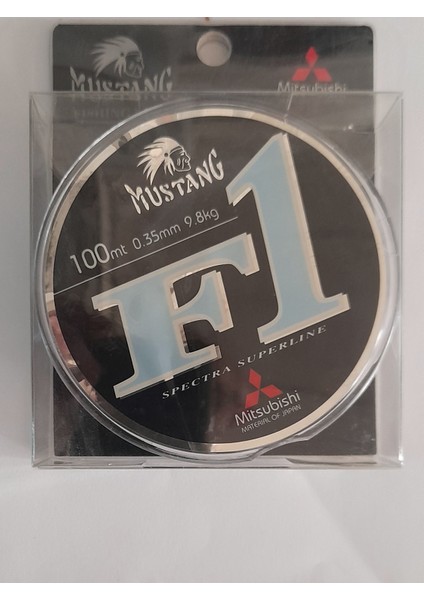 MUSTANG
Mitsubishi
MUSTANG
100mt 0.35mm 9.8kg
F1
SPECTRA SUPERLINE
Mitsubishi
MATERIAL OF JAPAN